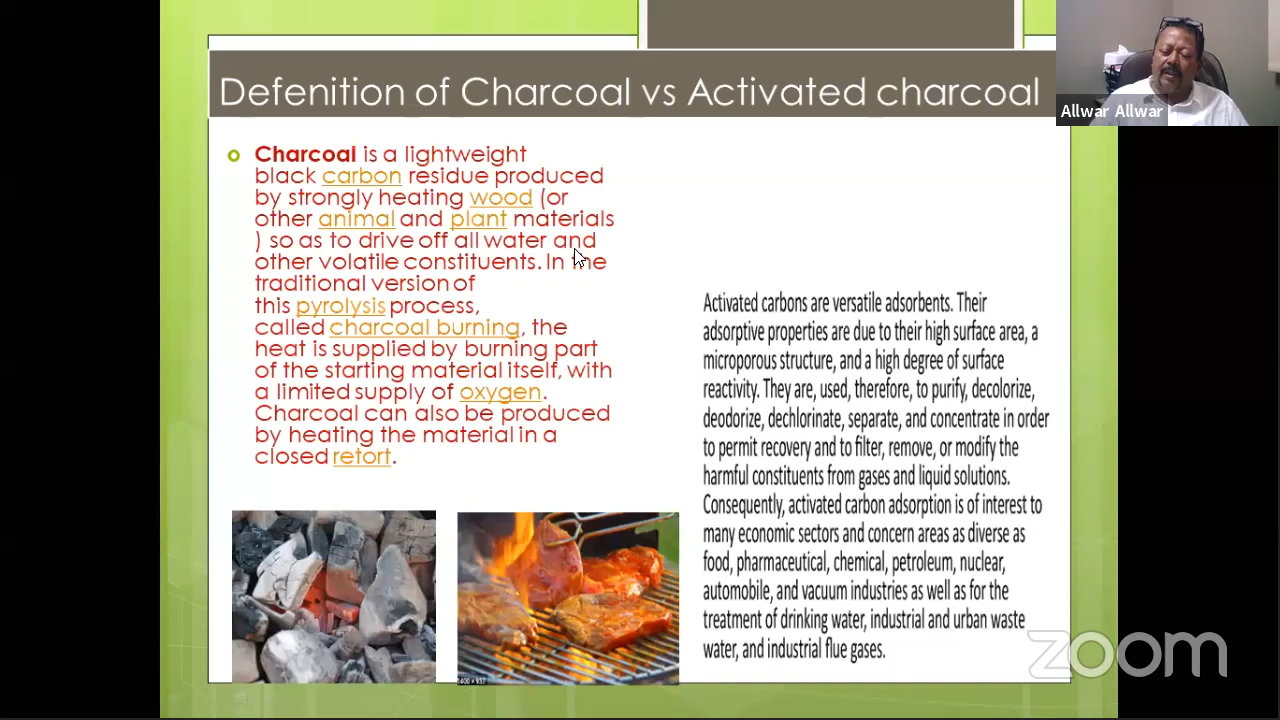 Defenition of Charcoal vs Activated charcoal
Allwar Allwar
Charcoal is a lightweight
black carbon residue produced
by strongly heating wood (or
other animal and plant materials
) so as to drive off all water and
other volatile constituents. In the
traditional version of
this pyrolysis process,
called charcoal burning, the
heat is supplied by burning part
of the starting material itself, with
a limited supply of oxygen.
Charcoal can also be produced
by heating the material in a
closed retort.
Activated carbons are versatile adsorbents. Their
adsorptive properties are due to their high surface area, a
microporous structure, and a high degree of surface
reactivity. They are, used, therefore, to purify, decolorize,
deodorize, dechlorinate, separate, and concentrate in order
to permit recovery and to filter, remove, or modify the
harmful constituents from gases and liquid solutions.
Consequently, activated carbon adsorption is of interest to
many economic sectors and concern areas as diverse as
food, pharmaceutical, chemical, petroleum, nuclear,
automobile, and vacuum industries as well as for the
treatment of drinking water, industrial and urban waste
water, and industrial flue gases.
1400 × 937
zoom